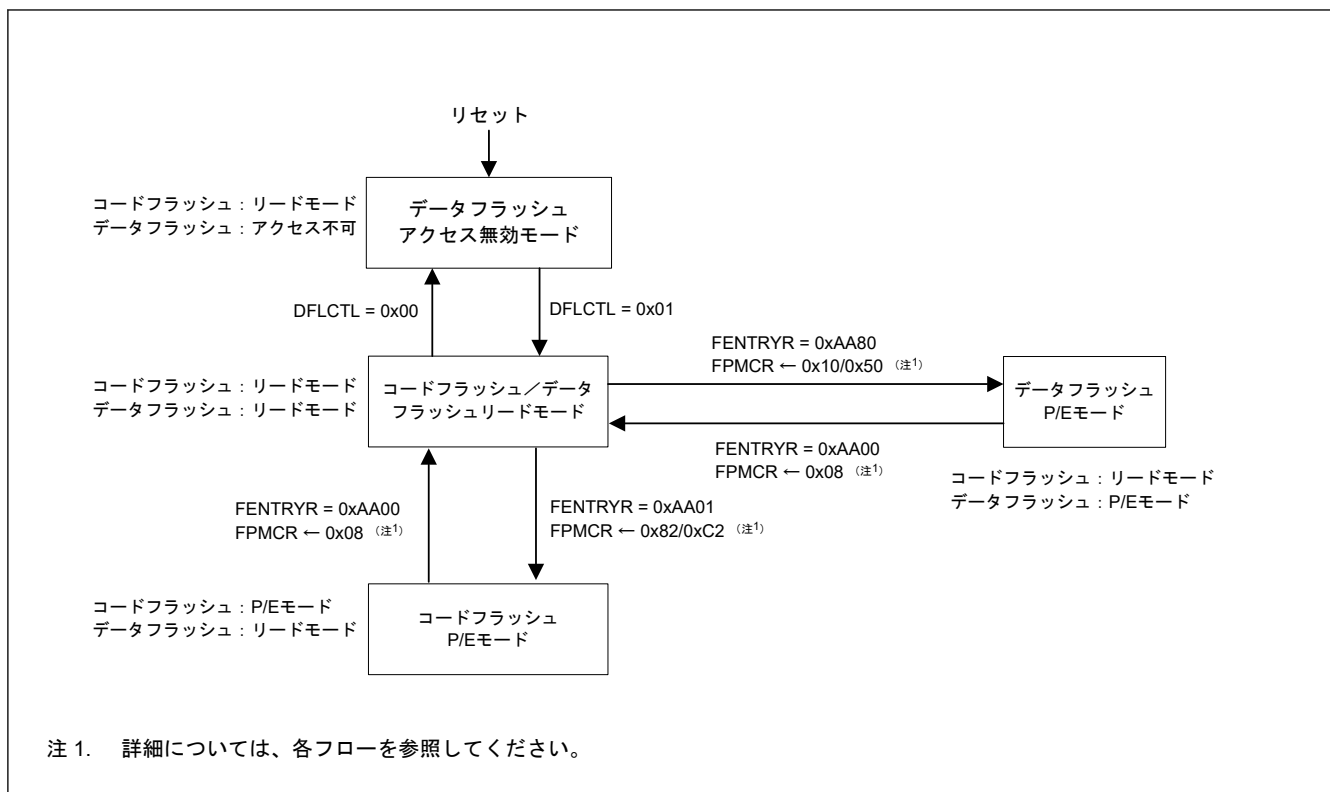 リセット
コードフラッシュ：リードモード
データフラッシュ：アクセス不可
データフラッシュ
アクセス無効モード
DFLCTL = 0x00
DFLCTL = 0x01
FENTRYR = 0xAA80
FPMCR ← 0x10/0x50 （注1）
コードフラッシュ：リードモード
データフラッシュ：リードモード
コードフラッシュ／データ
フラッシュリードモード
データフラッシュ
P/Eモード
FENTRYR = 0xAA00
FPMCR ← 0x08 （注1）
コードフラッシュ：リードモード
データフラッシュ：P/Eモード
FENTRYR = 0xAA00
FPMCR ← 0x08 （注1）
FENTRYR = 0xAA01
FPMCR ← 0x82/0xC2 （注1）
コードフラッシュ：P/Eモード
データフラッシュ：リードモード
コードフラッシュ
P/Eモード
注 1. 詳細については、各フローを参照してください。